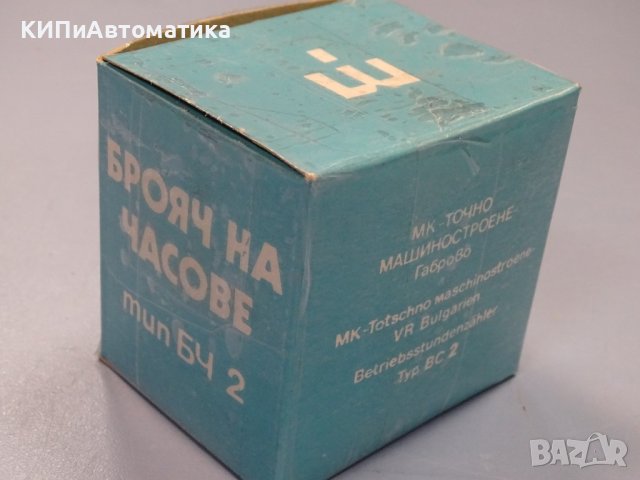 КИПиАвтоматика
БРОЯЧ НА
ЧАСОВЕ
тип БЧ 2
МК-ТОЧНО
МАШИНОСТРОЕНЕ-
Габрово
MK-Totschno maschinostroene-
VR Bulgarien
Betriebsstundenzähler
Typ BC 2
BAZAR